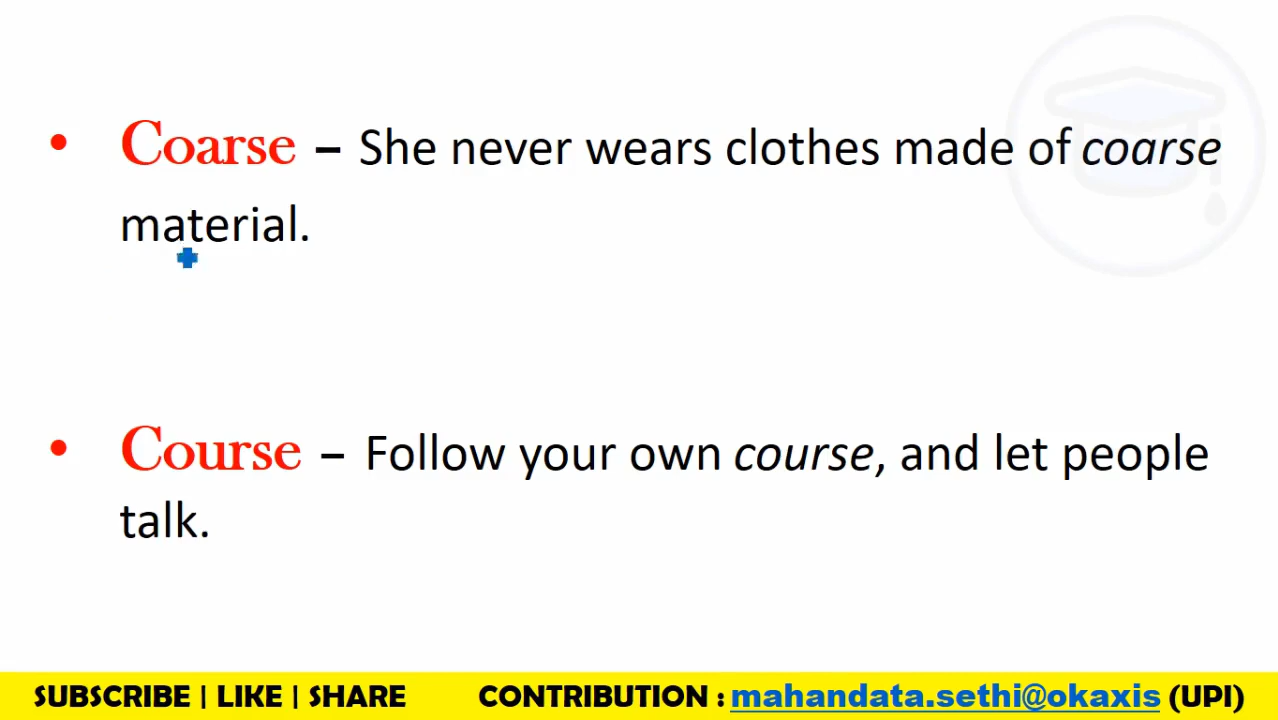 • Coarse – She never wears clothes made of coarse
material.
• Course – Follow your own course, and let people
talk.
SUBSCRIBE | LIKE | SHARE CONTRIBUTION : mahandata.sethi@okaxis (UPI)